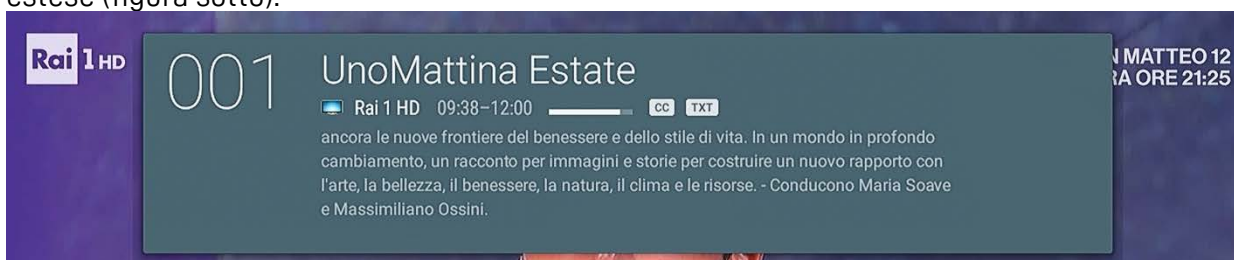 estese (figura sotto).
Rai 1 HD
001
UnoMattina Estate
Rai 1 HD 09:38–12:00 CC TXT
ancora le nuove frontiere del benessere e dello stile di vita. In un mondo in profondo
cambiamento, un racconto per immagini e storie per costruire un nuovo rapporto con
l'arte, la bellezza, il benessere, la natura, il clima e le risorse. - Conducono Maria Soave
e Massimiliano Ossini.
MATTEO 12
ORE 21:25